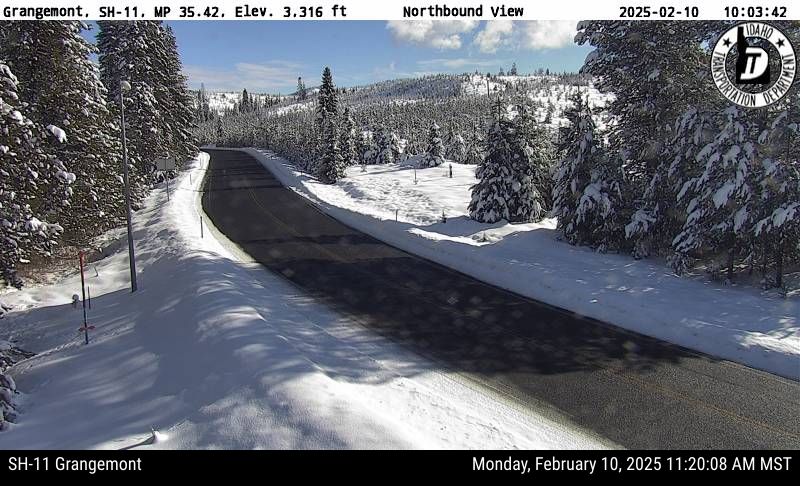 Grangemont, SH-11, MP 35.42, Elev. 3,316 ft Northbound View 2025-02-10 10:03:42
IDAHO
TRANSPORTATION DEPARTMENT
SH-11 Grangemont Monday, February 10, 2025 11:20:08 AM MST